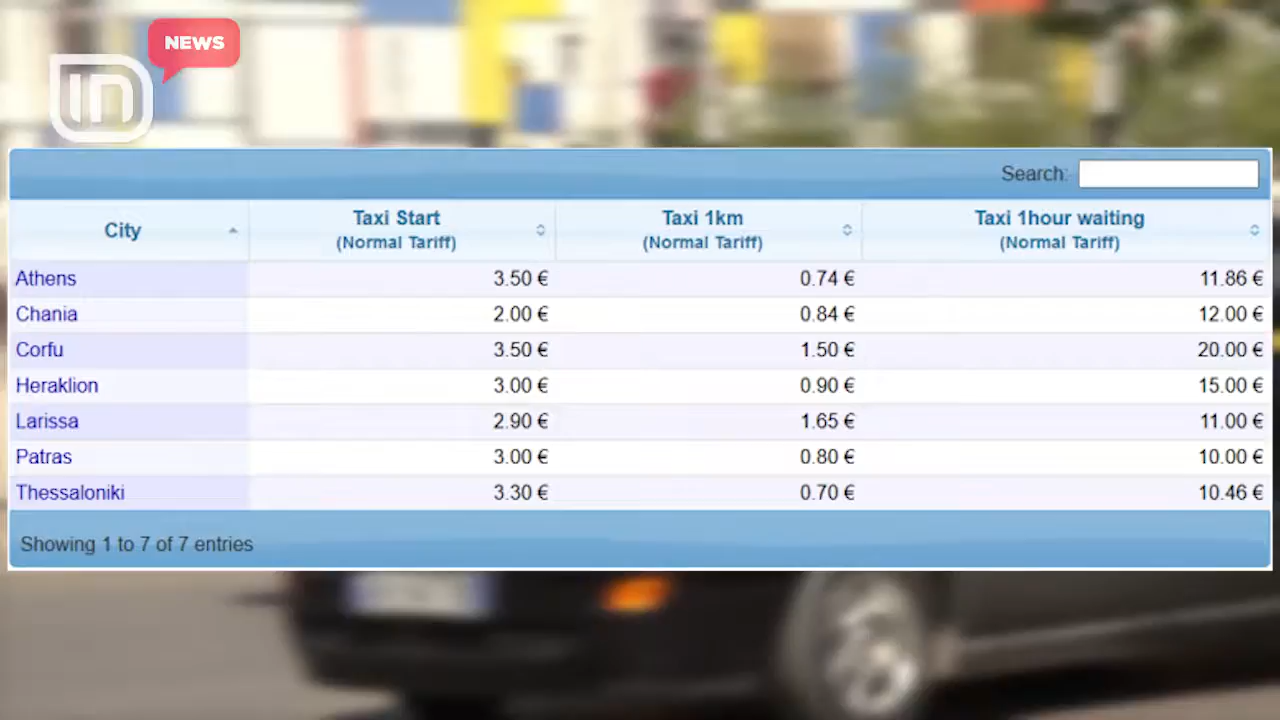 NEWS
in
Search:
City Taxi Start (Normal Tariff) Taxi 1km (Normal Tariff) Taxi 1hour waiting (Normal Tariff)
Athens 3.50 € 0.74 € 11.86 €
Chania 2.00 € 0.84 € 12.00 €
Corfu 3.50 € 1.50 € 20.00 €
Heraklion 3.00 € 0.90 € 15.00 €
Larissa 2.90 € 1.65 € 11.00 €
Patras 3.00 € 0.80 € 10.00 €
Thessaloniki 3.30 € 0.70 € 10.46 €
Showing 1 to 7 of 7 entries